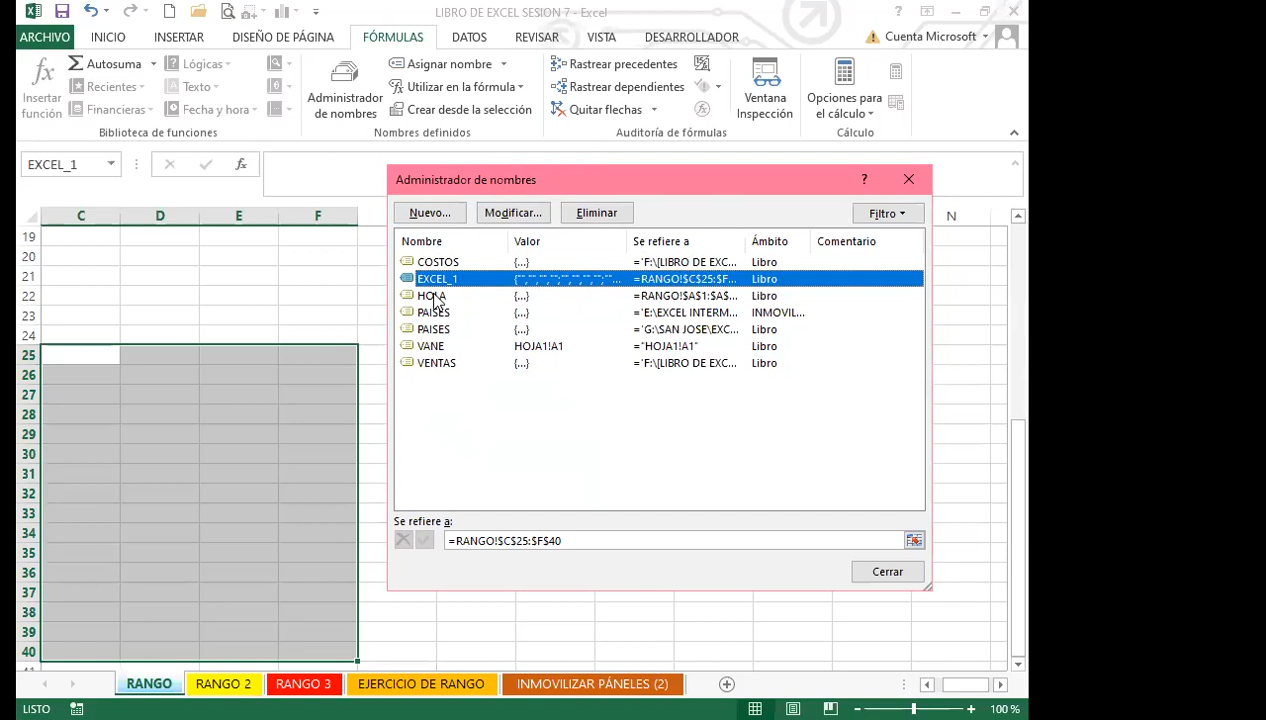 LIBRO DE EXCEL SESION 7 - Excel
ARCHIVO INICIO INSERTAR DISEÑO DE PÁGINA FÓRMULAS DATOS REVISAR VISTA DESARROLLADOR Cuenta Microsoft
Insertar función
Autosuma
Recientes
Financieras
Lógicas
Texto
Fecha y hora
Biblioteca de funciones
Administrador de nombres
Asignar nombre
Utilizar en la fórmula
Crear desde la selección
Nombres definidos
Rastrear precedentes
Rastrear dependientes
Quitar flechas
Auditoría de fórmulas
Ventana Inspección
Opciones para el cálculo
Cálculo
EXCEL_1
fx
C D E F N
19
20
21
22
23
24
25
26
27
28
29
30
31
32
33
34
35
36
37
38
39
40
Administrador de nombres ?
Nuevo... Modificar... Eliminar Filtro
Nombre Valor Se refiere a Ámbito Comentario
COSTOS {...} ='F:\[LIBRO DE EXC... Libro
EXCEL_1 {"","","","";"","","","";""... =RANGO!$C$25:$F... Libro
HOLA {...} =RANGO!$A$1:$A$... Libro
PAISES {...} ='E:\EXCEL INTERM... INMOVIL...
PAISES {...} ='G:\SAN JOSE\EXC... Libro
VANE HOJA1!A1 ="HOJA1!A1" Libro
VENTAS {...} ='F:\[LIBRO DE EXC... Libro
Se refiere a:
=RANGO!$C$25:$F$40
Cerrar
RANGO RANGO 2 RANGO 3 EJERCICIO DE RANGO INMOVILIZAR PÁNELES (2)
LISTO 100 %